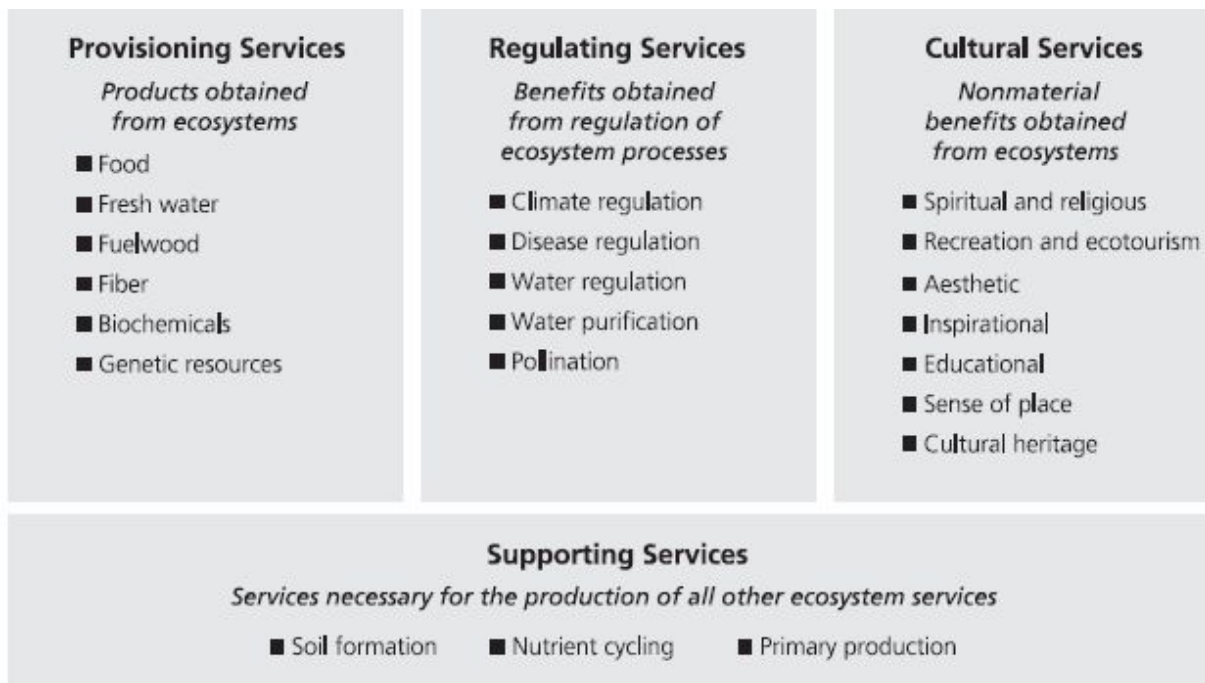 Provisioning Services
Products obtained
from ecosystems
■ Food
■ Fresh water
■ Fuelwood
■ Fiber
■ Biochemicals
■ Genetic resources
Regulating Services
Benefits obtained
from regulation of
ecosystem processes
■ Climate regulation
■ Disease regulation
■ Water regulation
■ Water purification
■ Pollination
Cultural Services
Nonmaterial
benefits obtained
from ecosystems
■ Spiritual and religious
■ Recreation and ecotourism
■ Aesthetic
■ Inspirational
■ Educational
■ Sense of place
■ Cultural heritage
Supporting Services
Services necessary for the production of all other ecosystem services
■ Soil formation ■ Nutrient cycling ■ Primary production